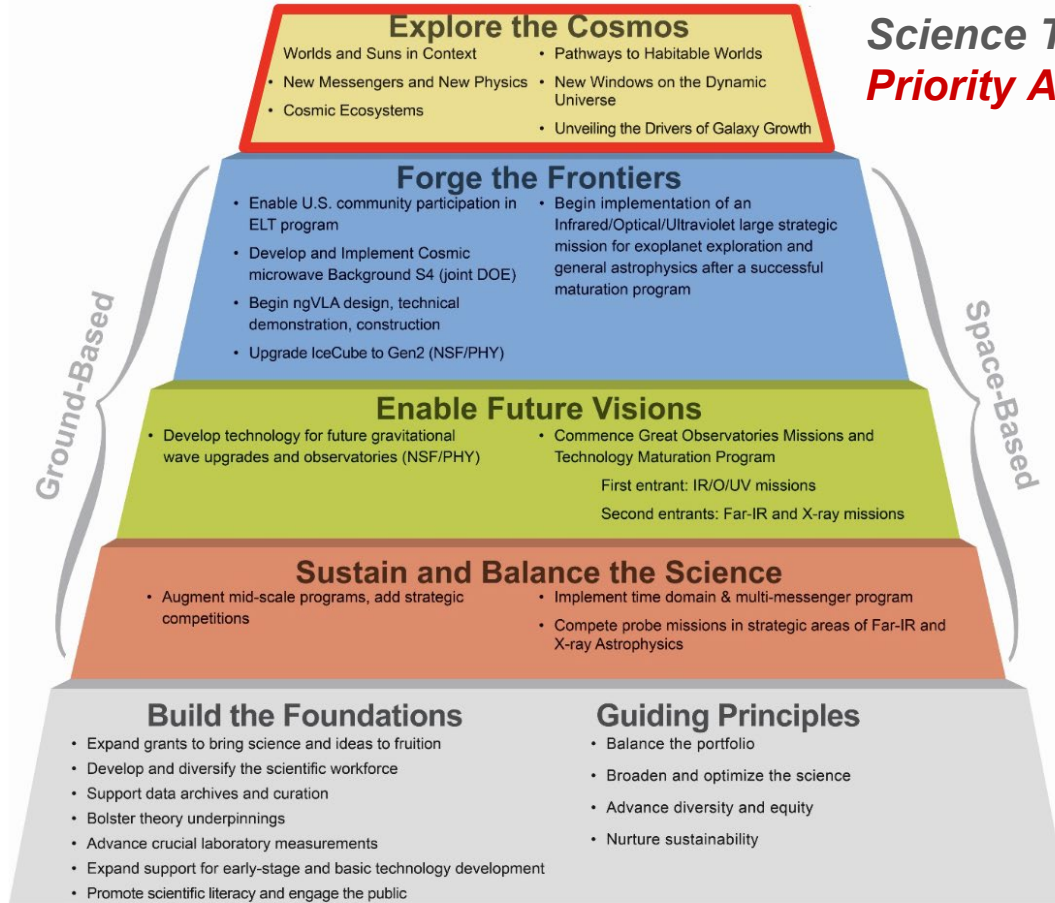 Science T
Priority A
Explore the Cosmos
Worlds and Suns in Context
• New Messengers and New Physics
• Cosmic Ecosystems
• Pathways to Habitable Worlds
• New Windows on the Dynamic
Universe
• Unveiling the Drivers of Galaxy Growth
Ground-Based
Space-Based
Forge the Frontiers
• Enable U.S. community participation in
ELT program
• Develop and Implement Cosmic
microwave Background S4 (joint DOE)
• Begin ngVLA design, technical
demonstration, construction
• Upgrade IceCube to Gen2 (NSF/PHY)
• Begin implementation of an
Infrared/Optical/Ultraviolet large strategic
mission for exoplanet exploration and
general astrophysics after a successful
maturation program
Enable Future Visions
• Develop technology for future gravitational
wave upgrades and observatories (NSF/PHY)
• Commence Great Observatories Missions and
Technology Maturation Program
First entrant: IR/O/UV missions
Second entrants: Far-IR and X-ray missions
Sustain and Balance the Science
• Augment mid-scale programs, add strategic
competitions
• Implement time domain & multi-messenger program
• Compete probe missions in strategic areas of Far-IR and
X-ray Astrophysics
Build the Foundations
• Expand grants to bring science and ideas to fruition
• Develop and diversify the scientific workforce
• Support data archives and curation
• Bolster theory underpinnings
• Advance crucial laboratory measurements
• Expand support for early-stage and basic technology development
• Promote scientific literacy and engage the public
Guiding Principles
• Balance the portfolio
• Broaden and optimize the science
• Advance diversity and equity
• Nurture sustainability